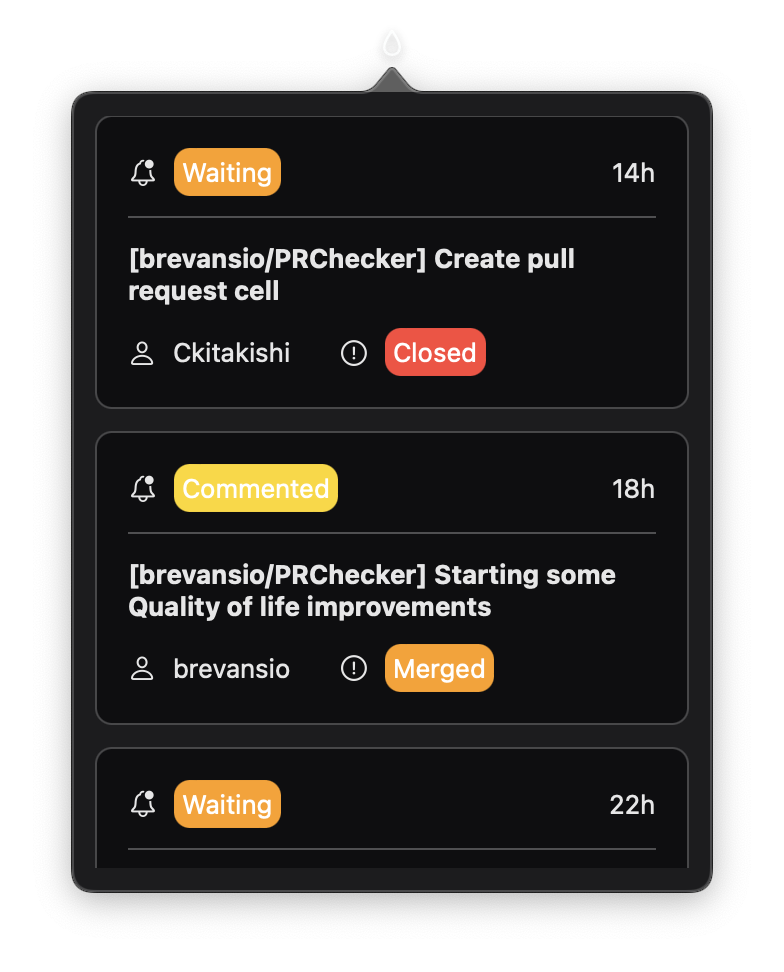 Waiting 14h
[brevansio/PRChecker] Create pull
request cell
Ckitakishi Closed
Commented 18h
[brevansio/PRChecker] Starting some
Quality of life improvements
brevansio Merged
Waiting 22h